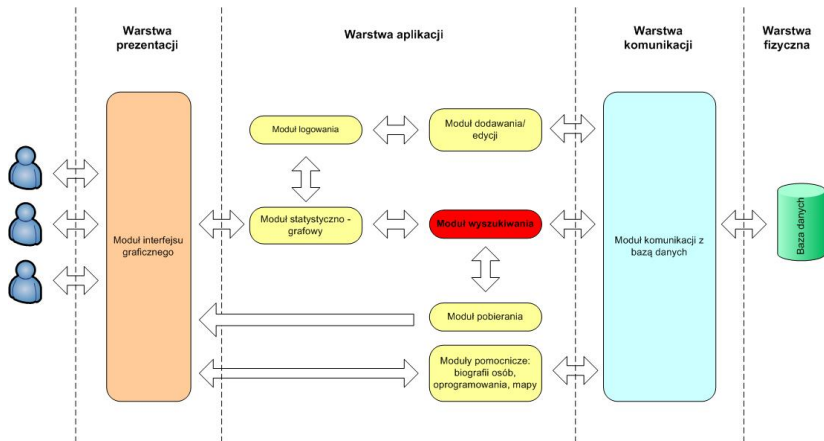 Warstwa
prezentacji
Warstwa aplikacji
Warstwa
komunikacji
Warstwa
fizyczna
Moduł logowania
Moduł dodawania/
edycji
Moduł statystyczno -
grafowy
Moduł wyszukiwania
Moduł interfejsu
graficznego
Moduł komunikacji z
bazą danych
Baza danych
Moduł pobierania
Moduły pomocnicze:
biografii osób,
oprogramowania, mapy